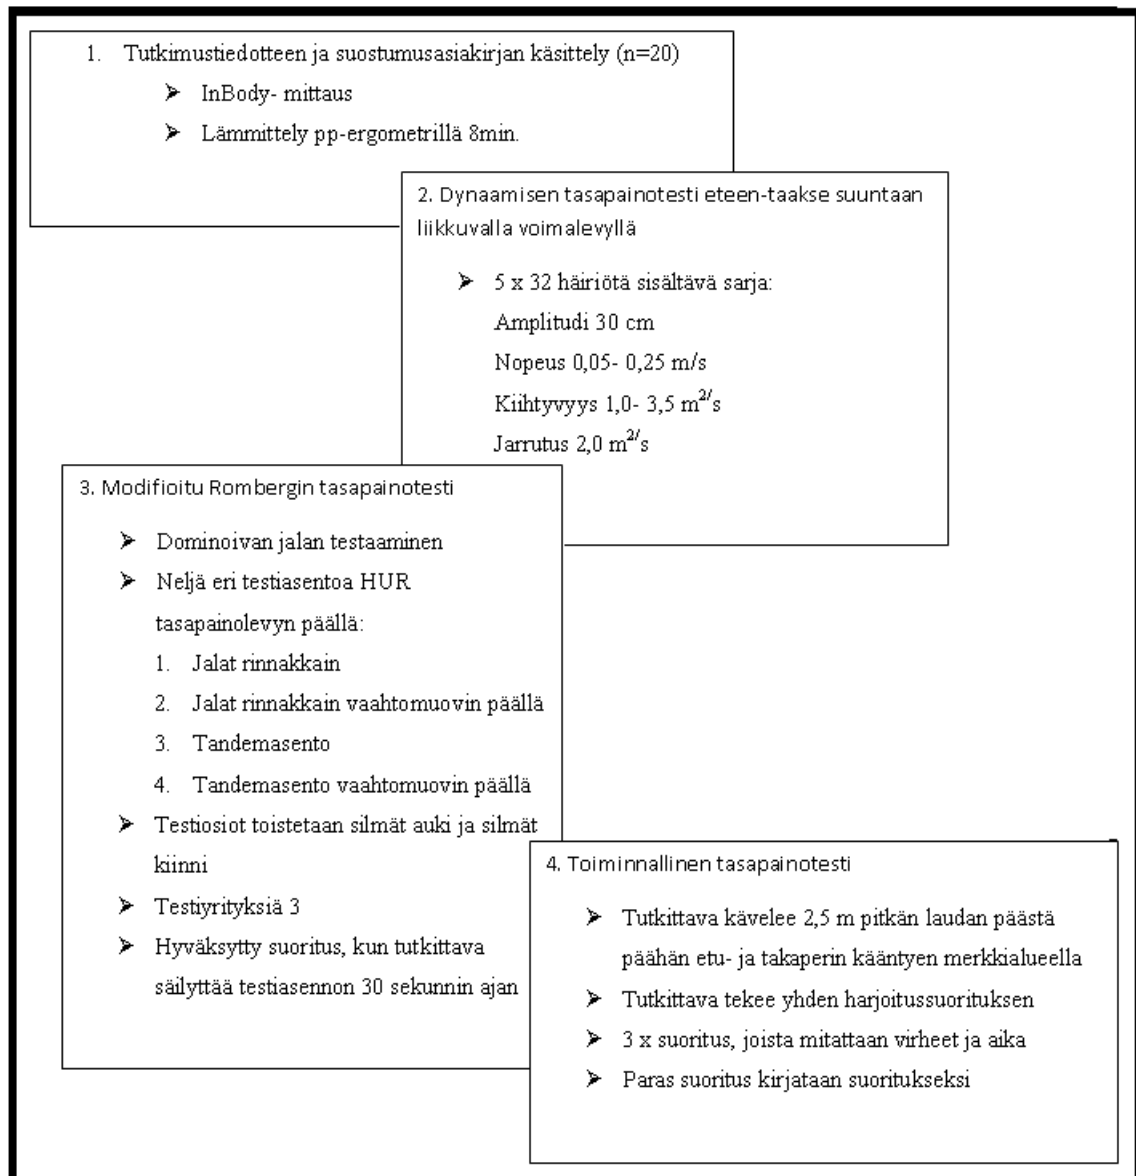 1. Tutkimustiedotteen ja suostumusasiakirjan käsittely (n=20)
➤ InBody- mittaus
➤ Lämmittely pp-ergometrillä 8min.
2. Dynaamisen tasapainotesti eteen-taakse suuntaan
liikkuvalla voimalevyllä
➤ 5 x 32 häiriötä sisältävä sarja:
Amplitudi 30 cm
Nopeus 0,05- 0,25 m/s
Kiihtyvyys 1,0- 3,5 m²ᐟs
Jarrutus 2,0 m²ᐟs
3. Modifioitu Rombergin tasapainotesti
➤ Dominoivan jalan testaaminen
➤ Neljä eri testiasentoa HUR
tasapainolevyn päällä:
1. Jalat rinnakkain
2. Jalat rinnakkain vaahtomuovin päällä
3. Tandemasento
4. Tandemasento vaahtomuovin päällä
➤ Testiosiot toistetaan silmät auki ja silmät
kiinni
➤ Testiyrityksiä 3
➤ Hyväksytty suoritus, kun tutkittava
säilyttää testiasennon 30 sekunnin ajan
4. Toiminnallinen tasapainotesti
➤ Tutkittava kävelee 2,5 m pitkän laudan päästä
päähän etu- ja takaperin kääntyen merkkialueella
➤ Tutkittava tekee yhden harjoitussuorituksen
➤ 3 x suoritus, joista mitattaan virheet ja aika
➤ Paras suoritus kirjataan suoritukseksi